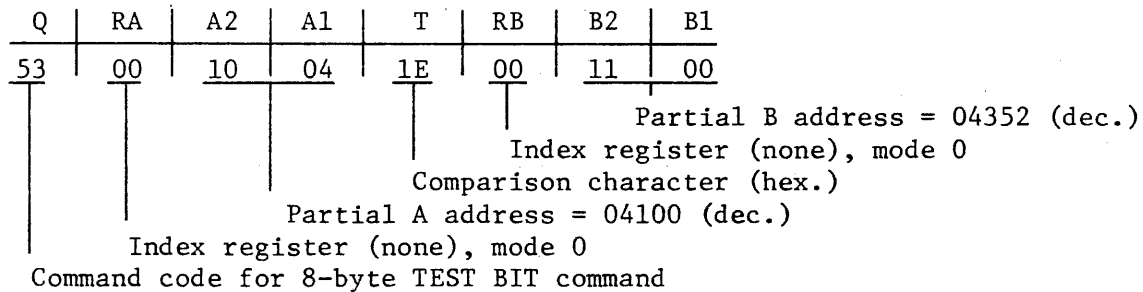 Q RA A2 A1 T RB B2 B1
53 00 10 04 1E 00 11 00
Partial B address = 04352 (dec.)
Index register (none), mode 0
Comparison character (hex.)
Partial A address = 04100 (dec.)
Index register (none), mode 0
Command code for 8-byte TEST BIT command